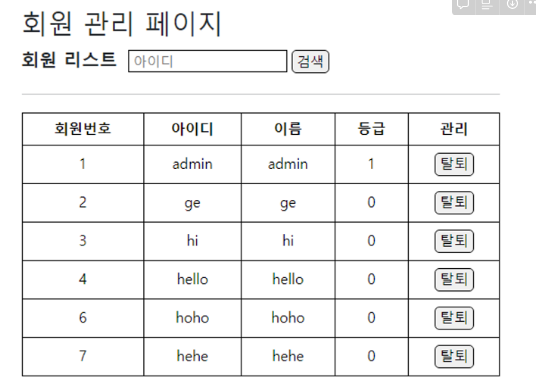 회원 관리 페이지
회원 리스트 아이디 검색
회원번호 아이디 이름 등급 관리
1 admin admin 1 탈퇴
2 ge ge 0 탈퇴
3 hi hi 0 탈퇴
4 hello hello 0 탈퇴
6 hoho hoho 0 탈퇴
7 hehe hehe 0 탈퇴